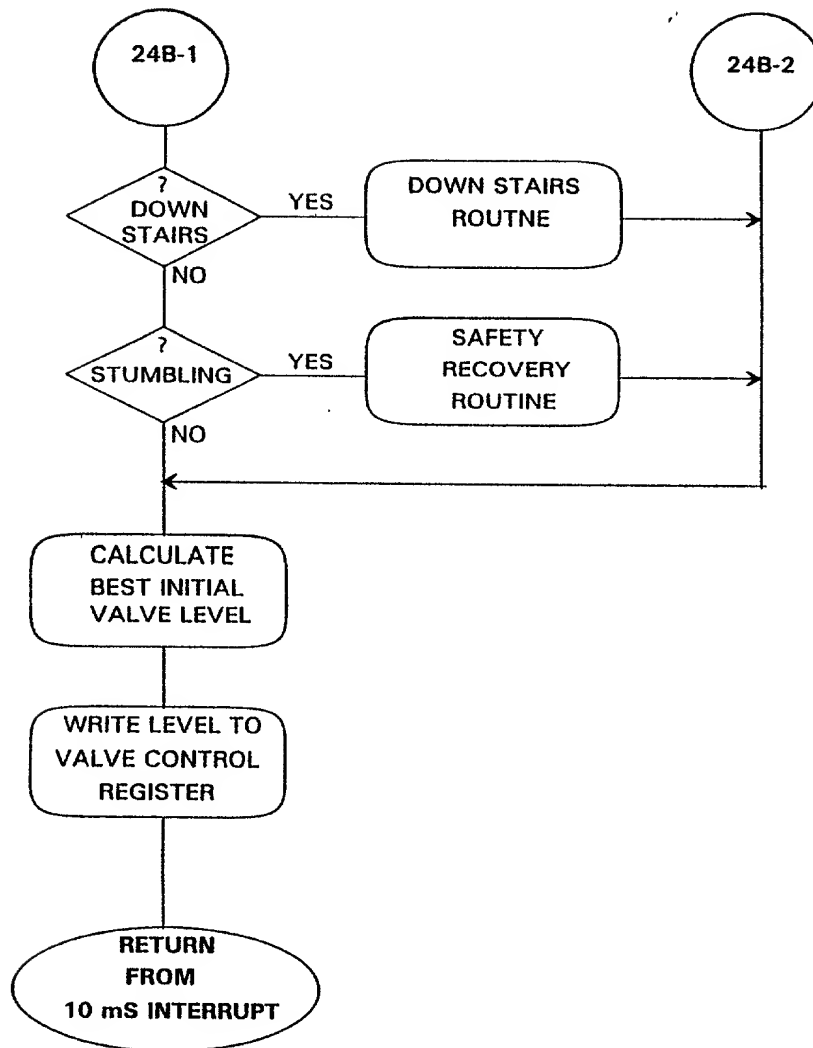 24B-1
24B-2
?
DOWN
STAIRS
YES
DOWN STAIRS
ROUTNE
NO
?
STUMBLING
YES
SAFETY
RECOVERY
ROUTINE
NO
CALCULATE
BEST INITIAL
VALVE LEVEL
WRITE LEVEL TO
VALVE CONTROL
REGISTER
RETURN
FROM
10 mS INTERRUPT